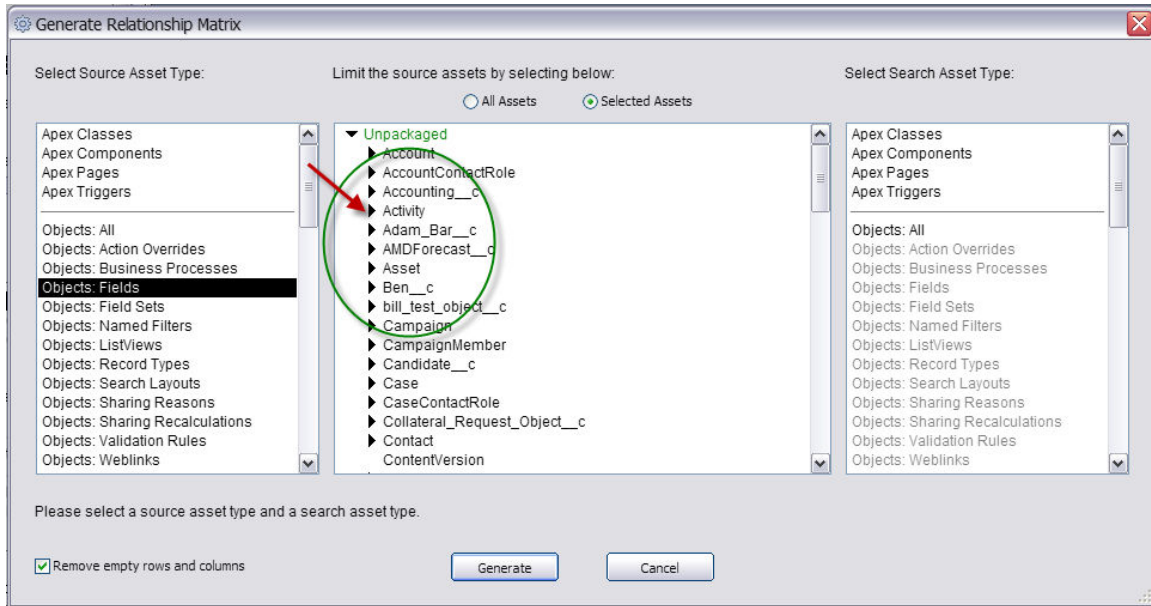 Generate Relationship Matrix
Select Source Asset Type:
Limit the source assets by selecting below:
Select Search Asset Type:
All Assets
Selected Assets
Apex Classes
Apex Components
Apex Pages
Apex Triggers
Objects: All
Objects: Action Overrides
Objects: Business Processes
Objects: Fields
Objects: Field Sets
Objects: Named Filters
Objects: ListViews
Objects: Record Types
Objects: Search Layouts
Objects: Sharing Reasons
Objects: Sharing Recalculations
Objects: Validation Rules
Objects: Weblinks
Unpackaged
Account
AccountContactRole
Accounting__c
Activity
Adam_Bar__c
AMDForecast__c
Asset
Ben__c
bill_test_object__c
Campaign
CampaignMember
Candidate__c
Case
CaseContactRole
Collateral_Request_Object__c
Contact
ContentVersion
Apex Classes
Apex Components
Apex Pages
Apex Triggers
Objects: All
Objects: Action Overrides
Objects: Business Processes
Objects: Fields
Objects: Field Sets
Objects: Named Filters
Objects: ListViews
Objects: Record Types
Objects: Search Layouts
Objects: Sharing Reasons
Objects: Sharing Recalculations
Objects: Validation Rules
Objects: Weblinks
Please select a source asset type and a search asset type.
Remove empty rows and columns
Generate
Cancel